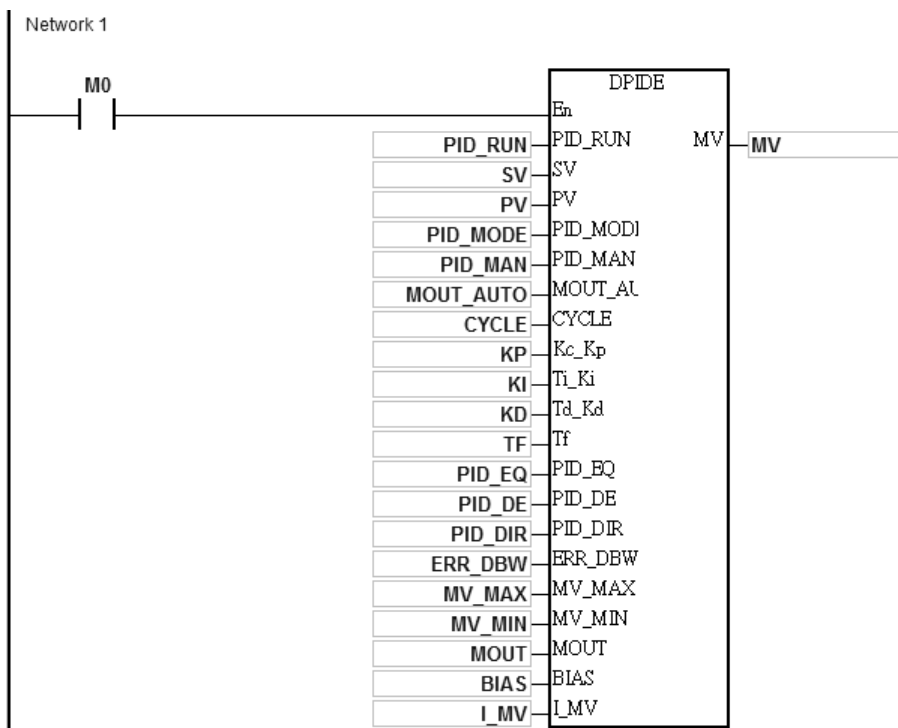 Network 1
M0
DPIDE
En
PID_RUN PID_RUN MV MV
SV SV
PV PV
PID_MODE PID_MODI
PID_MAN PID_MAN
MOUT_AUTO MOUT_AU
CYCLE CYCLE
KP Kc_Kp
KI Ti_Ki
KD Td_Kd
TF Tf
PID_EQ PID_EQ
PID_DE PID_DE
PID_DIR PID_DIR
ERR_DBW ERR_DBW
MV_MAX MV_MAX
MV_MIN MV_MIN
MOUT MOUT
BIAS BIAS
I_MV I_MV